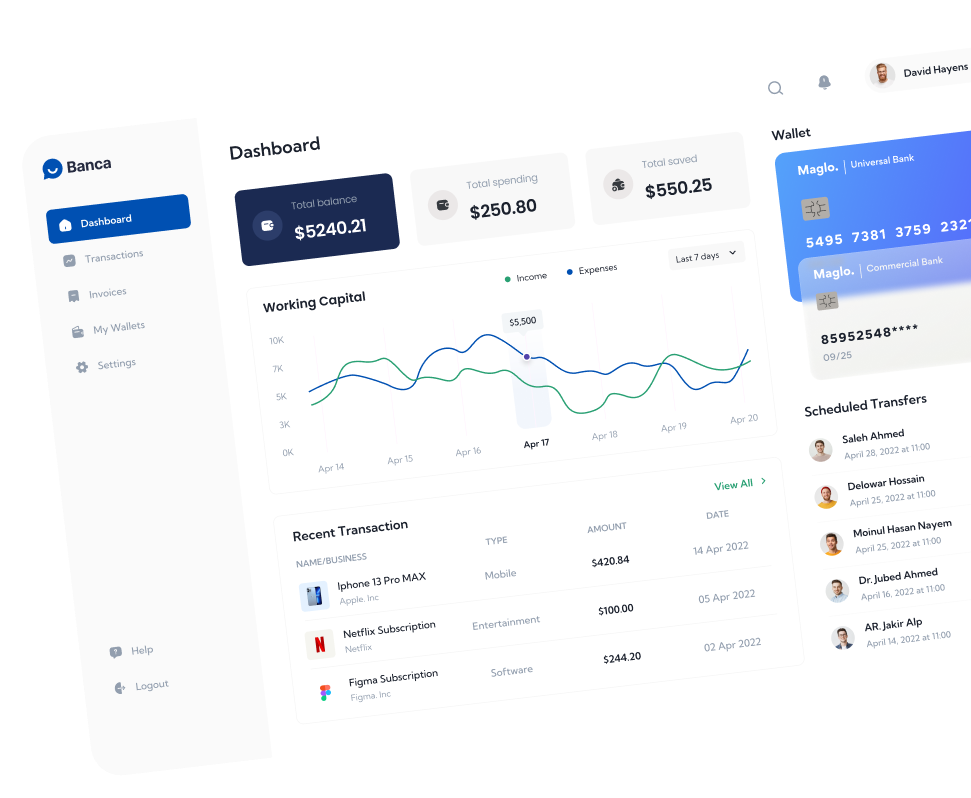 David Hayens
Banca
Dashboard
Transactions
Invoices
My Wallets
Settings
Help
Logout
Dashboard
Total balance
$5240.21
Total spending
$250.80
Total saved
$550.25
Working Capital
Income
Expenses
Last 7 days
$5,500
10K
7K
5K
3K
0K
Apr 14
Apr 15
Apr 16
Apr 17
Apr 18
Apr 19
Apr 20
Recent Transaction
View All
NAME/BUSINESS
TYPE
AMOUNT
DATE
Iphone 13 Pro MAX
Apple. Inc
Mobile
$420.84
14 Apr 2022
Netflix Subscription
Netflix
Entertainment
$100.00
05 Apr 2022
Figma Subscription
Figma. Inc
Software
$244.20
02 Apr 2022
Wallet
Maglo. | Universal Bank
5495 7381 3759 2321
Maglo. | Commercial Bank
85952548****
09/25
Scheduled Transfers
Saleh Ahmed
April 28, 2022 at 11:00
Delowar Hossain
April 25, 2022 at 11:00
Moinul Hasan Nayem
April 25, 2022 at 11:00
Dr. Jubed Ahmed
April 16, 2022 at 11:00
AR. Jakir Alp
April 14, 2022 at 11:00